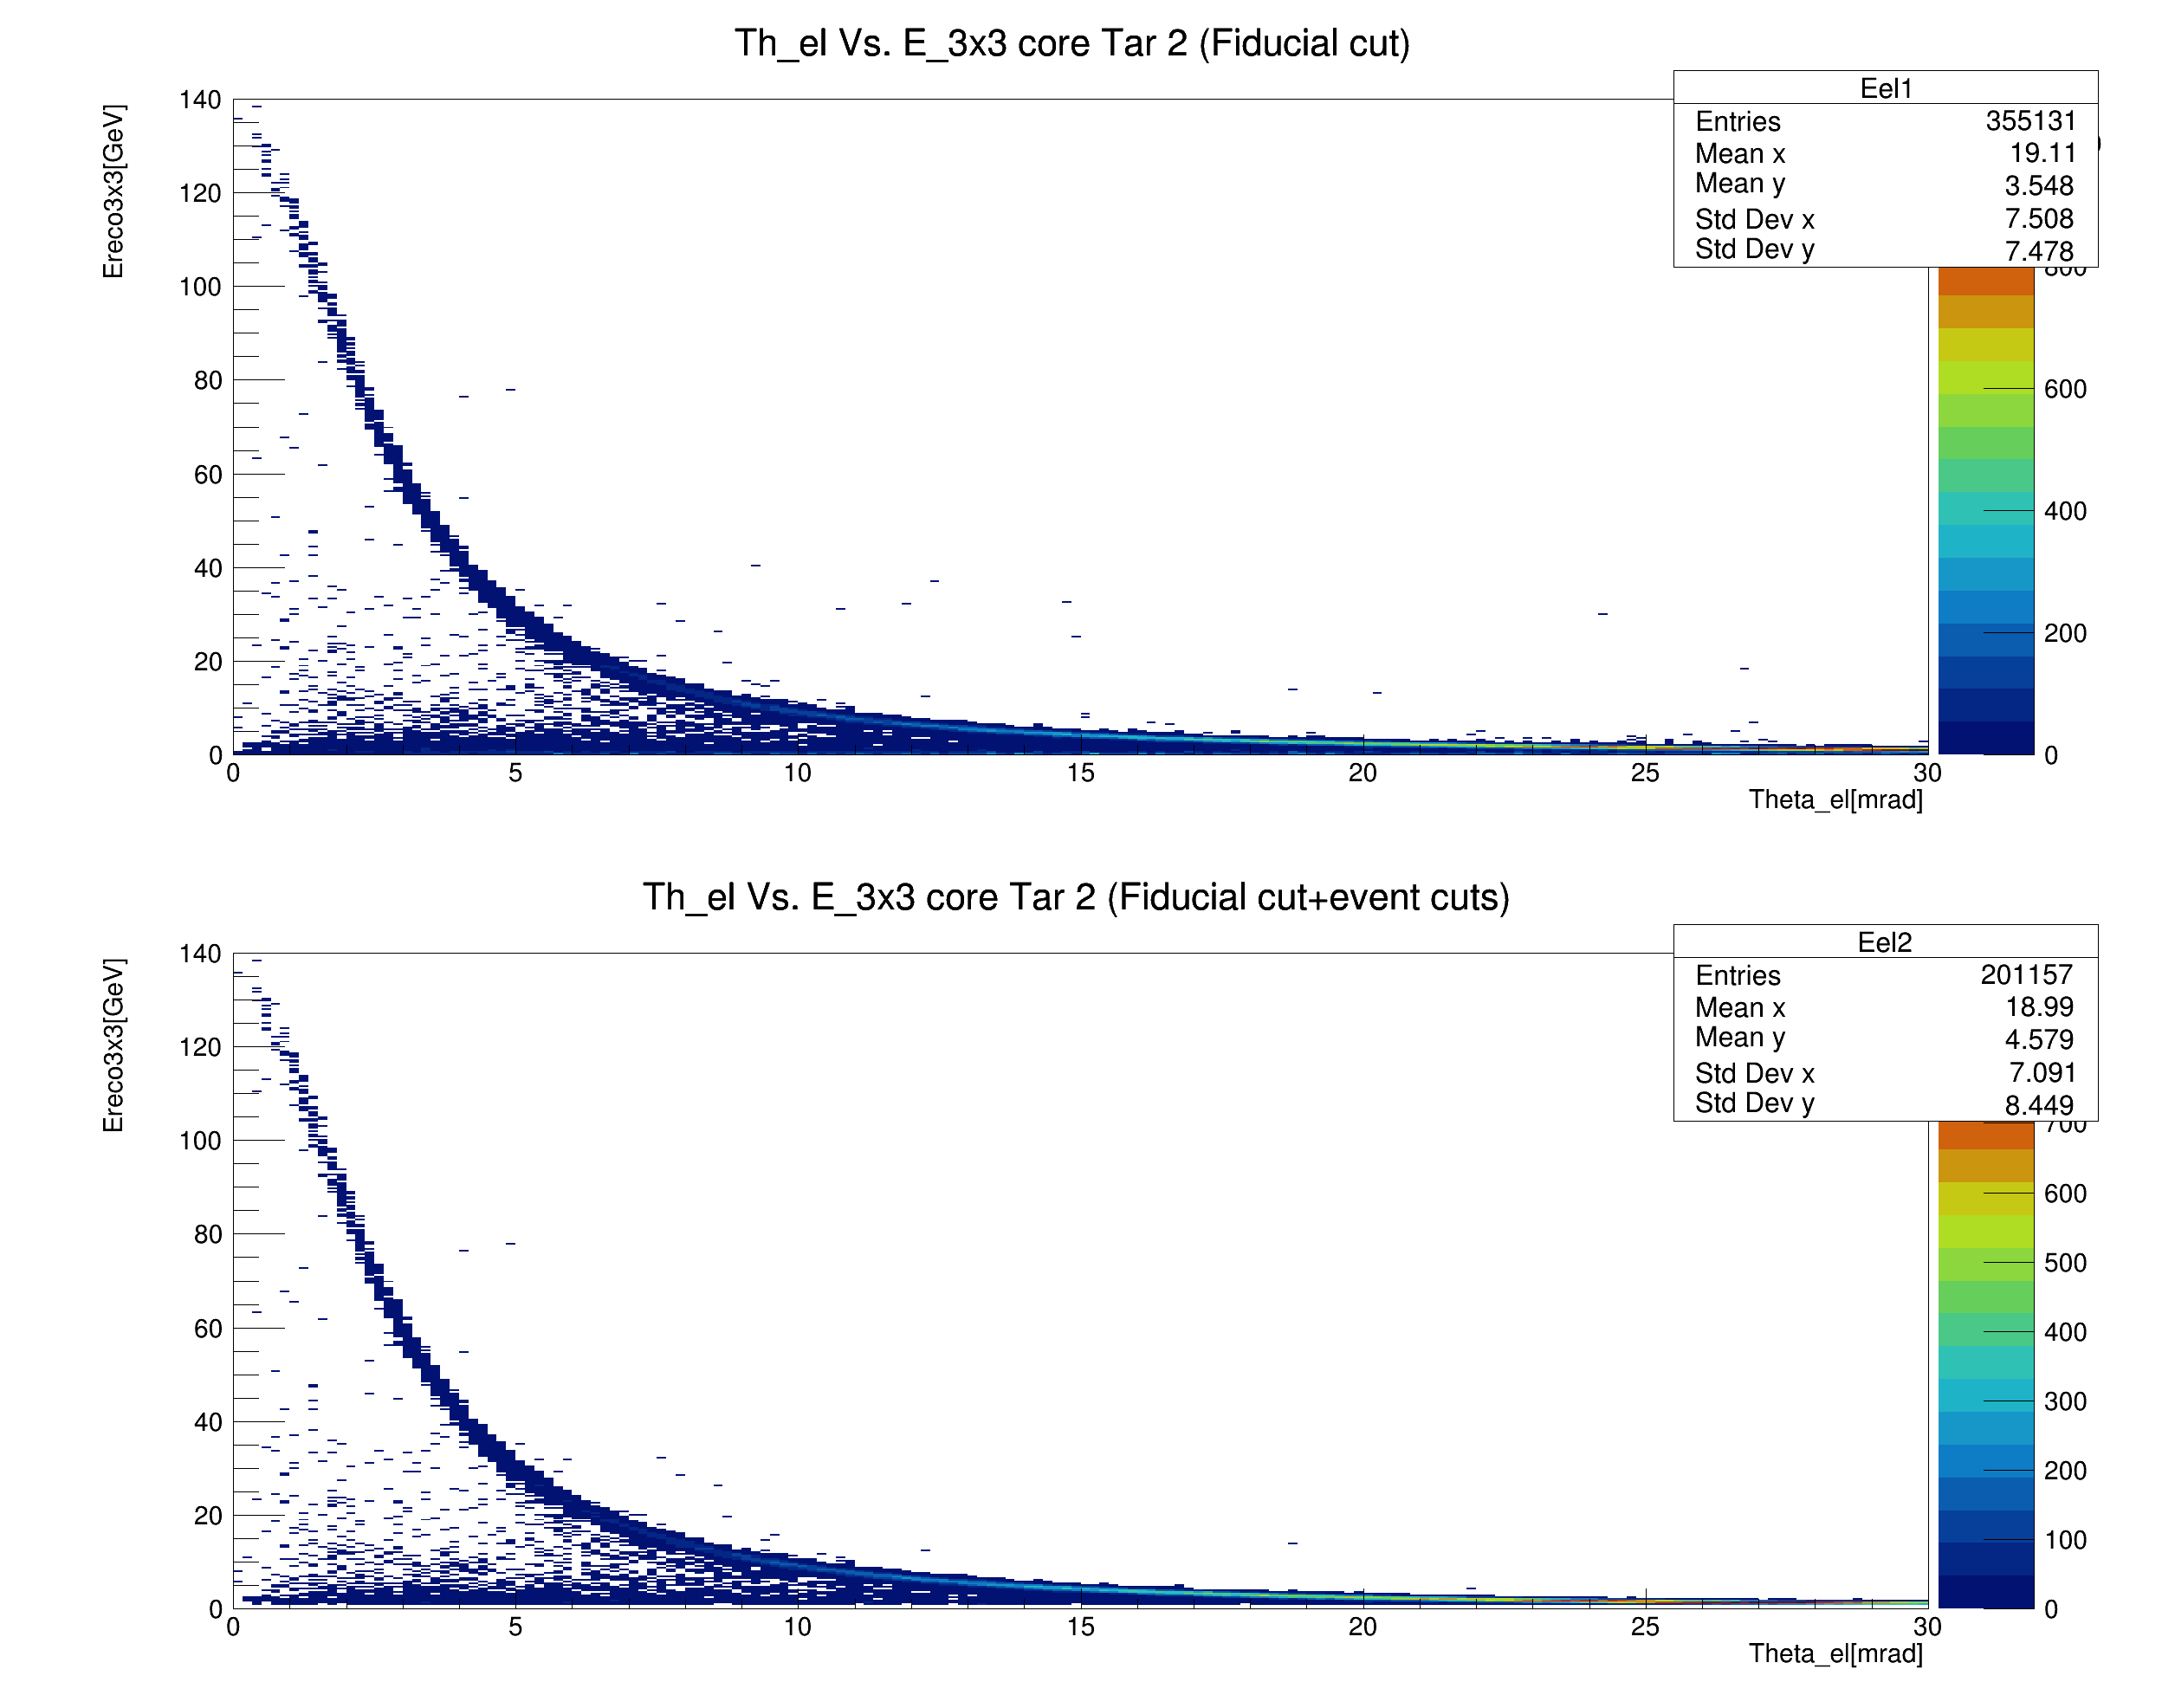 Th_el Vs. E_3x3 core Tar 2 (Fiducial cut)
Ereco3x3[GeV]
Eel1
Entries 355131
Mean x 19.11
Mean y 3.548
Std Dev x 7.508
Std Dev y 7.478
140
120
100
80
60
40
20
0
0 5 10 15 20 25 30
Theta_el[mrad]
800
600
400
200
0
Th_el Vs. E_3x3 core Tar 2 (Fiducial cut+event cuts)
Ereco3x3[GeV]
Eel2
Entries 201157
Mean x 18.99
Mean y 4.579
Std Dev x 7.091
Std Dev y 8.449
140
120
100
80
60
40
20
0
0 5 10 15 20 25 30
Theta_el[mrad]
700
600
500
400
300
200
100
0